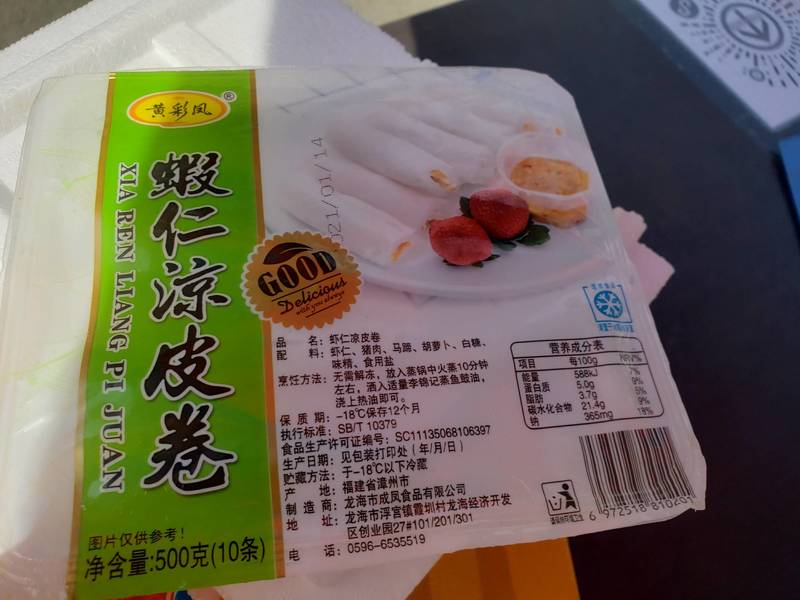 黄彩凤®
蝦仁凉皮卷
XIA REN LIANG PI JUAN
图片仅供参考!
净含量:500克(10条)
021/01/14
GOOD
Delicious
with you always
品 名:虾仁凉皮卷
配 料:虾仁、猪肉、马蹄、胡萝卜、白糖、
味精、食用盐
烹饪方法:无需解冻,放入蒸锅中火蒸10分钟
左右,洒入适量李锦记蒸鱼豉油,
浇上热油即可。
保 质 期:-18℃保存12个月
执行标准:SB/T 10379
食品生产许可证编号:SC11135068106397
生产日期:见包装打印处(年/月/日)
贮藏方法:于-18℃以下冷藏
产 地:福建省漳州市
制 造 商:龙海市成凤食品有限公司
地 址:龙海市浮宫镇霞圳村龙海经济开发
区创业园27#101/201/301
电 话:0596-6535519
营养成分表
项目 每100g NRV%
能量 588kJ 7%
蛋白质 5.0g 9%
脂肪 3.7g 6%
碳水化合物 21.4g 9%
钠 365mg 18%
6 972518 810201